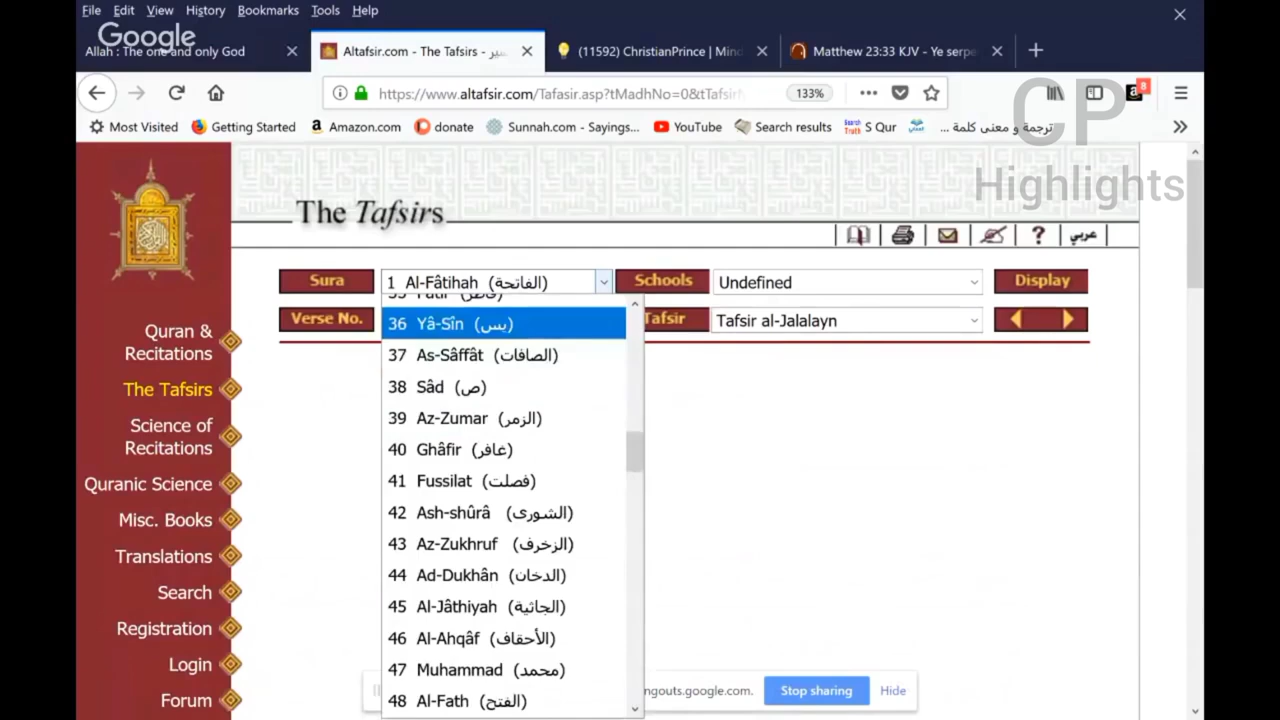 File Edit View History Bookmarks Tools Help
Google
Allah : The one and only God
Altafsir.com - The Tafsirs -
(11592) ChristianPrince | Mind
Matthew 23:33 KJV - Ye serpe
https://www.altafsir.com/Tafasir.asp?tMadhNo=0&tTafsirN
133%
8
Most Visited Getting Started Amazon.com donate Sunnah.com - Sayings... YouTube Search results Search Truth S Qur ترجمة و معنى كلمة ...
CP
Highlights
The Tafsirs
عربي
Sura
1 Al-Fâtihah (الفاتحة)
Schools
Undefined
Display
Verse No.
Tafsir
Tafsir al-Jalalayn
35 Fâtir (فاطر)
36 Yâ-Sîn (يس)
37 As-Sâffât (الصافات)
38 Sâd (ص)
39 Az-Zumar (الزمر)
40 Ghâfir (غافر)
41 Fussilat (فصلت)
42 Ash-shûrâ (الشورى)
43 Az-Zukhruf (الزخرف)
44 Ad-Dukhân (الدخان)
45 Al-Jâthiyah (الجاثية)
46 Al-Ahqâf (الأحقاف)
47 Muhammad (محمد)
48 Al-Fath (الفتح)
Quran &
Recitations
The Tafsirs
Science of
Recitations
Quranic Science
Misc. Books
Translations
Search
Registration
Login
Forum
ngouts.google.com.
Stop sharing
Hide